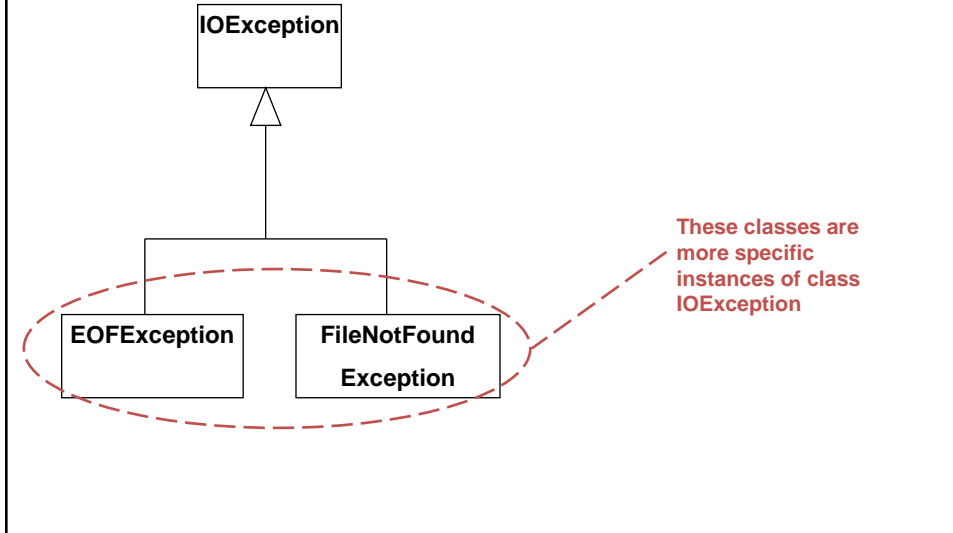 IOException
These classes are
more specific
instances of class
IOException
EOFException
FileNotFound
Exception